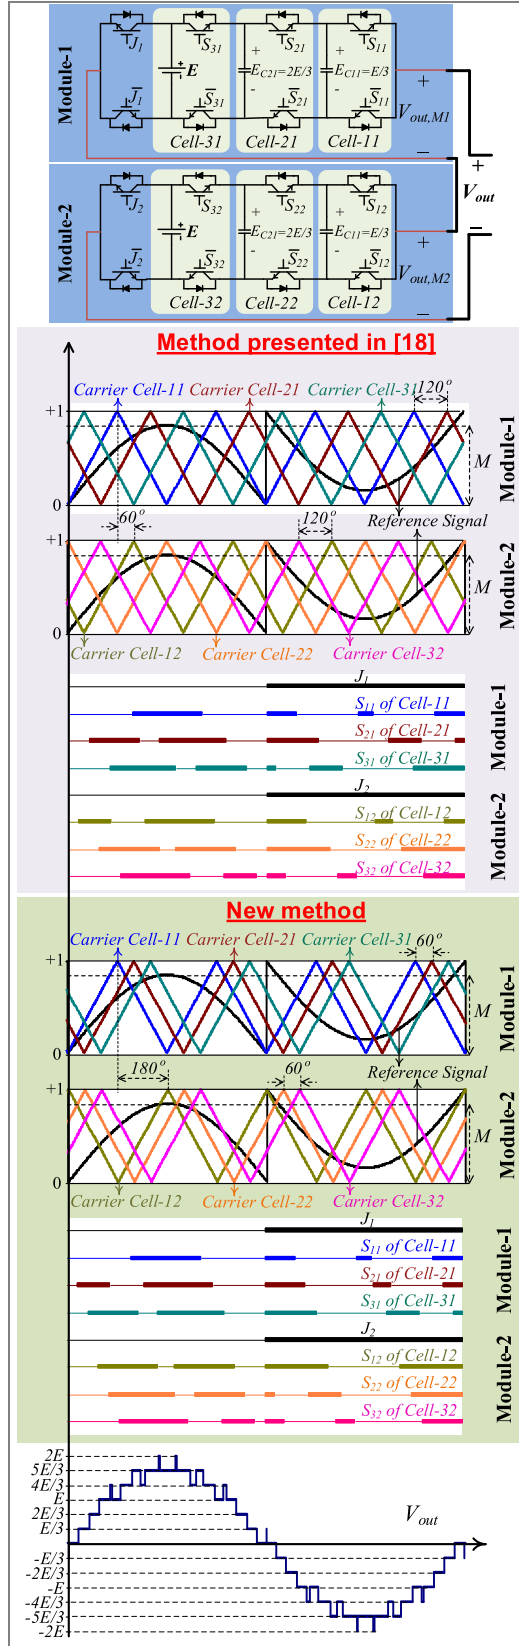 Module-1
J1 S31 S21 S11
E EC21=2E/3 EC11=E/3
+ + +
- - −
J̅1 S̅31 S̅21 S̅11
Vout,M1
Cell-31 Cell-21 Cell-11
+
Vout
−
Module-2
J2 S32 S22 S12
E EC21=2E/3 EC11=E/3
+ + +
- - −
J̅2 S̅32 S̅22 S̅12
Vout,M2
Cell-32 Cell-22 Cell-12
Method presented in [18]
Carrier Cell-11 Carrier Cell-21 Carrier Cell-31 120o
+1
M
0
Module-1
60o 120o Reference Signal
+1
M
0
Module-2
Carrier Cell-12 Carrier Cell-22 Carrier Cell-32
J1
S11 of Cell-11
S21 of Cell-21
S31 of Cell-31
Module-1
J2
S12 of Cell-12
S22 of Cell-22
S32 of Cell-32
Module-2
New method
Carrier Cell-11 Carrier Cell-21 Carrier Cell-31 60o
+1
M
0
Module-1
180o 60o Reference Signal
+1
M
0
Module-2
Carrier Cell-12 Carrier Cell-22 Carrier Cell-32
J1
S11 of Cell-11
S21 of Cell-21
S31 of Cell-31
Module-1
J2
S12 of Cell-12
S22 of Cell-22
S32 of Cell-32
Module-2
2E
5E/3
4E/3
E
2E/3
E/3
Vout
-E/3
-2E/3
-E
-4E/3
-5E/3
-2E